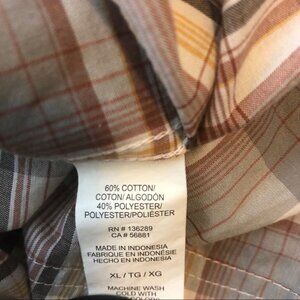 60% COTTON/
COTON/ALGODÓN
40% POLYESTER/
POLYESTER/POLIÉSTER
RN # 136289
CA # 56881
MADE IN INDONESIA
FABRIQUE EN INDONÉSIE
HECHO EN INDONESIA
XL / TG / XG
MACHINE WASH
COLD WITH